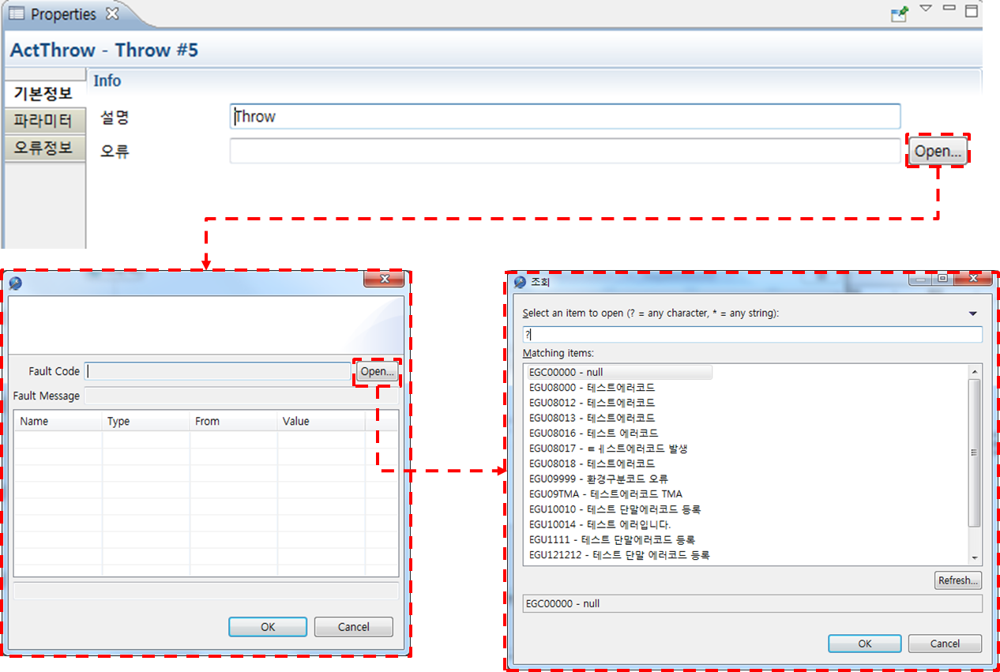 Properties
ActThrow - Throw #5
Info
기본정보
파라미터
오류정보
설명
Throw
오류
Open...
Fault Code
Open...
Fault Message
Name Type From Value
OK Cancel
조회
Select an item to open (? = any character, * = any string):
?
Matching items:
EGC00000 - null
EGU08000 - 테스트에러코드
EGU08012 - 테스트에러코드
EGU08013 - 테스트에러코드
EGU08016 - 테스트 에러코드
EGU08017 - ㅌㅔ스트에러코드 발생
EGU08018 - 테스트에러코드
EGU09999 - 환경구분코드 오류
EGU09TMA - 테스트에러코드 TMA
EGU10010 - 테스트 단말에러코드 등록
EGU10014 - 테스트 에러입니다.
EGU1111 - 테스트 단말에러코드 등록
EGU121212 - 테스트 단말 에러코드 등록
Refresh...
EGC00000 - null
OK Cancel